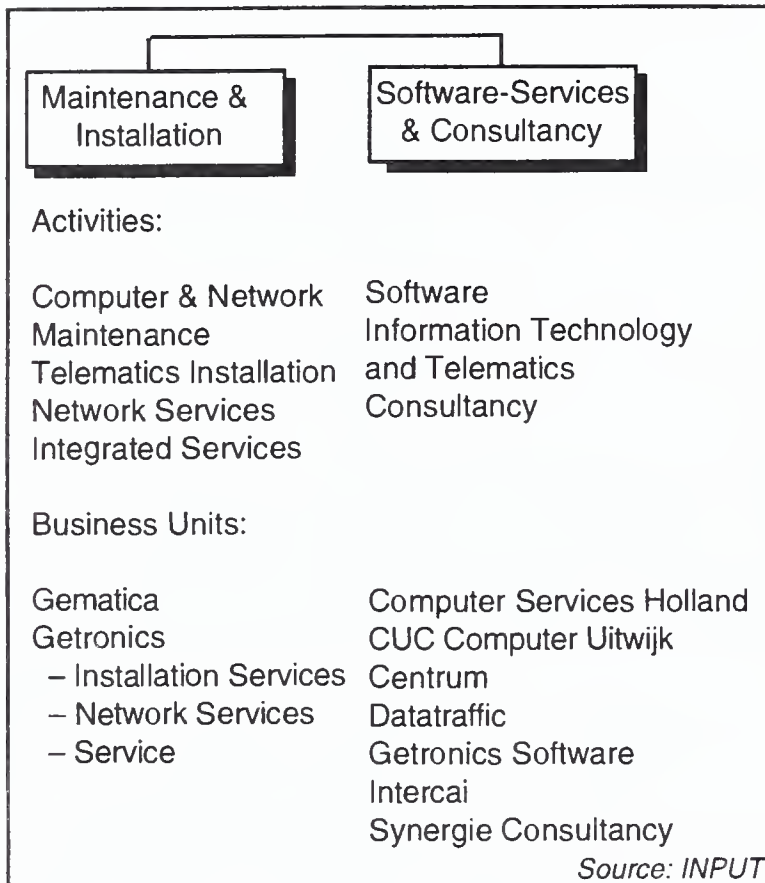 Maintenance &
Installation
Software-Services
& Consultancy
Activities:
Computer & Network
Maintenance
Telematics Installation
Network Services
Integrated Services
Software
Information Technology
and Telematics
Consultancy
Business Units:
Gematica
Getronics
– Installation Services
– Network Services
– Service
Computer Services Holland
CUC Computer Uitwijk
Centrum
Datatraffic
Getronics Software
Intercai
Synergie Consultancy
Source: INPUT